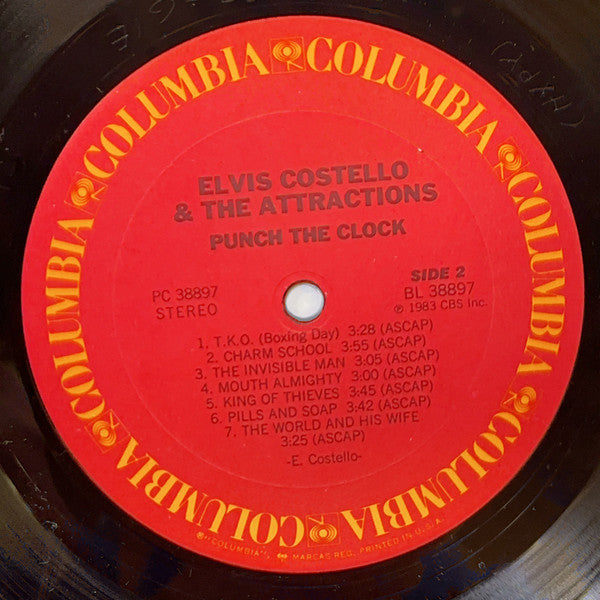 COLUMBIA COLUMBIA COLUMBIA COLUMBIA COLUMBIA COLUMBIA
ELVIS COSTELLO
& THE ATTRACTIONS
PUNCH THE CLOCK
SIDE 2
PC 38897
BL 38897
STEREO
℗ 1983 CBS Inc.
1. T.K.O. (Boxing Day) 3:28 (ASCAP)
2. CHARM SCHOOL 3:55 (ASCAP)
3. THE INVISIBLE MAN 3:05 (ASCAP)
4. MOUTH ALMIGHTY 3:00 (ASCAP)
5. KING OF THIEVES 3:45 (ASCAP)
6. PILLS AND SOAP 3:42 (ASCAP)
7. THE WORLD AND HIS WIFE
3:25 (ASCAP)
-E. Costello-
"COLUMBIA", MARCAS REG. PRINTED IN U.S.A.